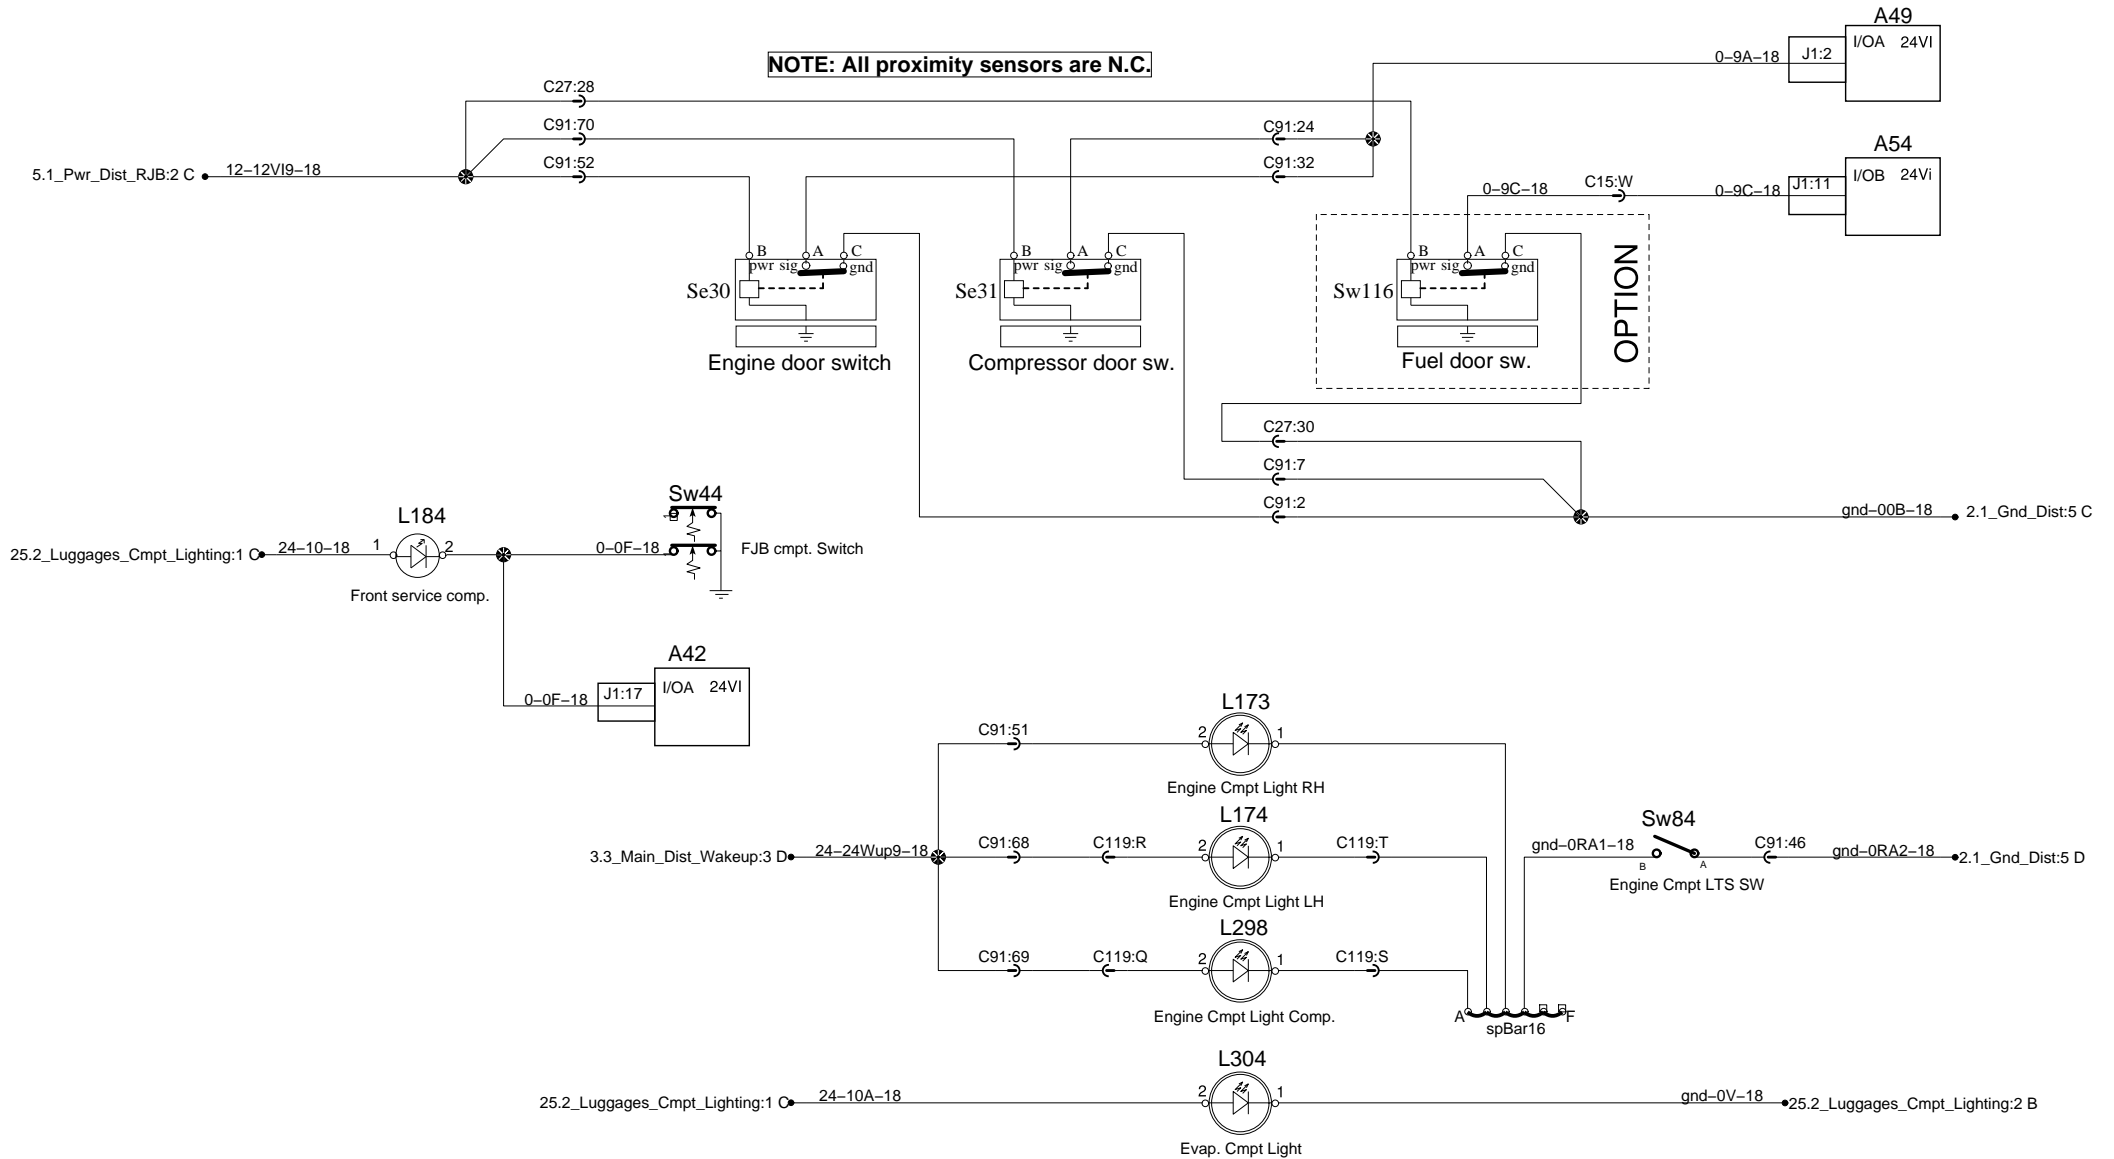 A49
I/OA 24VI
J1:2
0-9A-18
NOTE: All proximity sensors are N.C.
C27:28
C91:70
C91:24
C91:52
C91:32
5.1_Pwr_Dist_RJB:2 C
12-12VI9-18
A54
I/OB 24Vi
J1:11
0-9C-18
C15:W
0-9C-18
B A C
pwr sig gnd
Se30
Engine door switch
B A C
pwr sig gnd
Se31
Compressor door sw.
B A C
pwr sig gnd
Sw116
Fuel door sw.
OPTION
C27:30
C91:7
C91:2
gnd-00B-18
2.1_Gnd_Dist:5 C
Sw44
L184
25.2_Luggages_Cmpt_Lighting:1 C
24-10-18
1 2
0-0F-18
FJB cmpt. Switch
Front service comp.
A42
I/OA 24VI
J1:17
0-0F-18
L173
C91:51
2 1
Engine Cmpt Light RH
L174
3.3_Main_Dist_Wakeup:3 D
24-24Wup9-18
C91:68
C119:R
2 1
C119:T
Engine Cmpt Light LH
Sw84
gnd-0RA1-18
B A
C91:46
gnd-0RA2-18
2.1_Gnd_Dist:5 D
Engine Cmpt LTS SW
L298
C91:69
C119:Q
2 1
C119:S
Engine Cmpt Light Comp.
A F
spBar16
L304
25.2_Luggages_Cmpt_Lighting:1 C
24-10A-18
2 1
gnd-0V-18
25.2_Luggages_Cmpt_Lighting:2 B
Evap. Cmpt Light